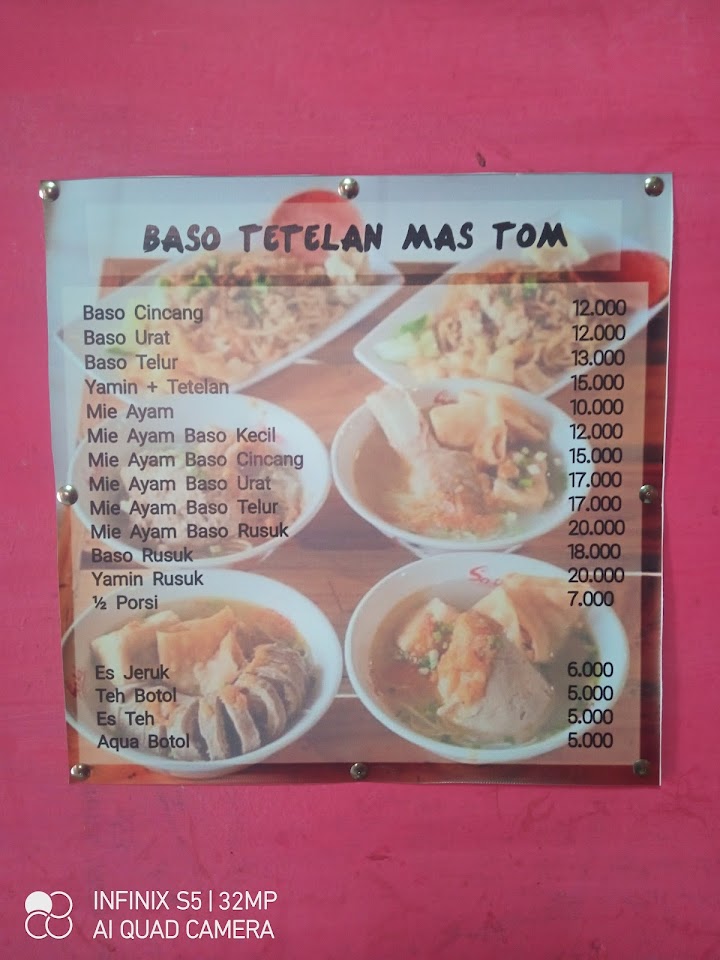 BASO TETELAN MAS TOM
Baso Cincang 12.000
Baso Urat 12.000
Baso Telur 13.000
Yamin + Tetelan 15.000
Mie Ayam 10.000
Mie Ayam Baso Kecil 12.000
Mie Ayam Baso Cincang 15.000
Mie Ayam Baso Urat 17.000
Mie Ayam Baso Telur 17.000
Mie Ayam Baso Rusuk 20.000
Baso Rusuk 18.000
Yamin Rusuk 20.000
½ Porsi 7.000
Es Jeruk 6.000
Teh Botol 5.000
Es Teh 5.000
Aqua Botol 5.000
INFINIX S5 | 32MP
AI QUAD CAMERA